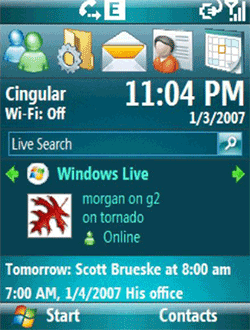 E
Cingular
11:04 PM
Wi-Fi: Off
1/3/2007
Live Search
Windows Live
morgan on g2
on tornado
Online
Tomorrow: Scott Brueske at 8:00 am
7:00 AM, 1/4/2007 His office
Start
Contacts